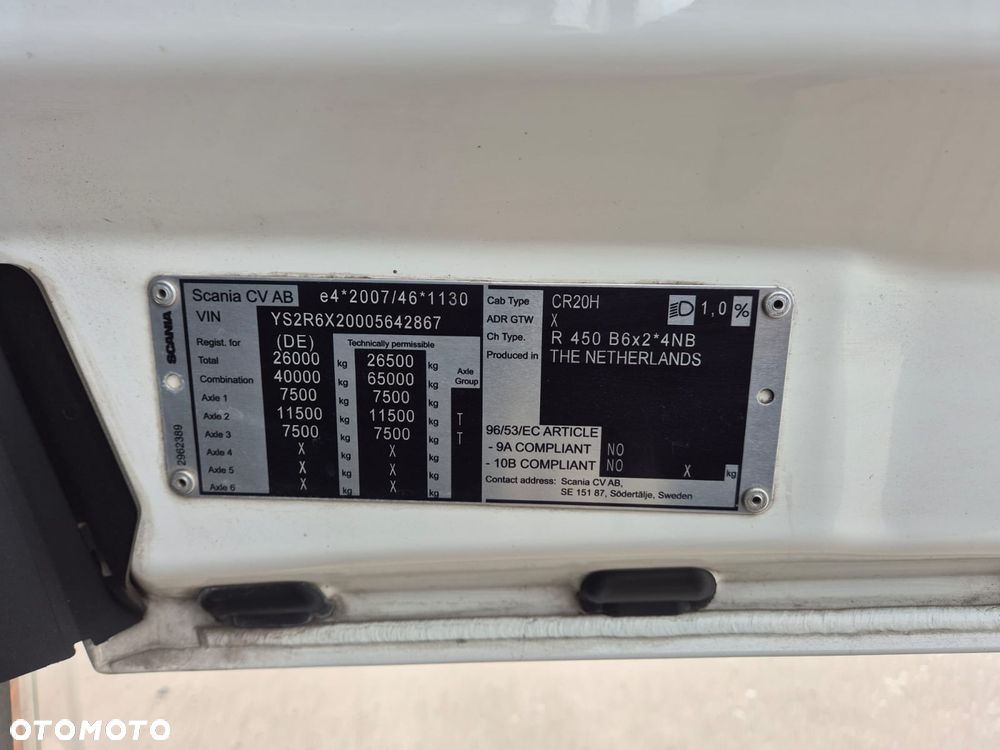 SCANIA
2962389
Scania CV AB e4*2007/46*1130
VIN YS2R6X20005642867
Regist. for (DE) Technically permissible
Total 26000 kg 26500 kg
Combination 40000 kg 65000 kg Axle Group
Axle 1 7500 kg 7500 kg
Axle 2 11500 kg 11500 kg T
Axle 3 7500 kg 7500 kg T
Axle 4 X kg X kg
Axle 5 X kg X kg
Axle 6 X kg X kg
Cab Type CR20H 1,0 %
ADR GTW X
Ch Type. R 450 B6x2*4NB
Produced in THE NETHERLANDS
96/53/EC ARTICLE
- 9A COMPLIANT NO
- 10B COMPLIANT NO X kg
Contact address: Scania CV AB,
SE 151 87, Södertälje, Sweden
OTOMOTO